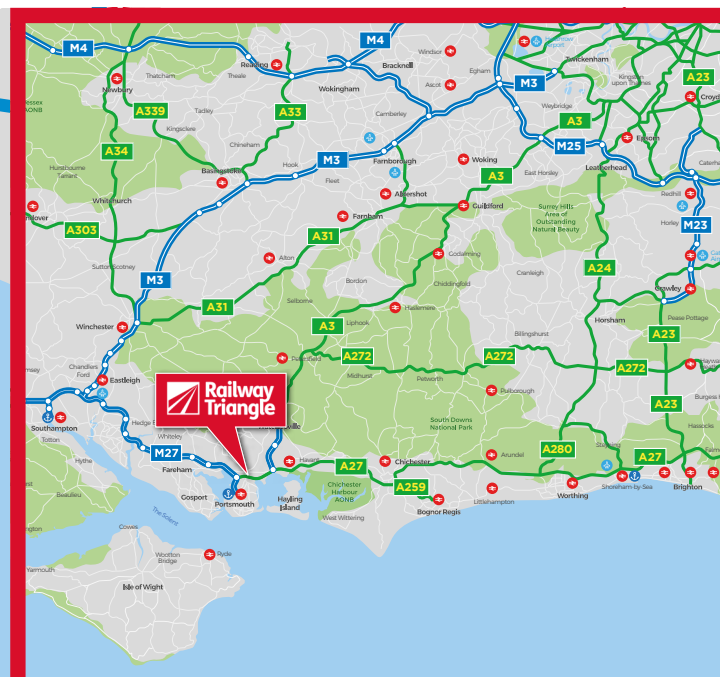 M4
M4
Windsor
Twickenham
Reading
Bracknell
Egham
Thatcham
Theale
Newbury
Wokingham
Ascot
M3
Kingston
upon Thames
A23
A339
Tadley
A33
Camberley
Weybridge
Kingsclere
A3
Epsom
A34
Chineham
Hook
M3
Farnborough
Woking
M25
Leatherhead
Hurstbourne
Tarrant
Basingstoke
Fleet
East Horsley
A3
Whitchurch
Aldershot
Guildford
Redhill
A303
Farnham
Surrey Hills
Area of
Outstanding
Natural Beauty
Horley
M23
A31
Alton
Godalming
Sutton Scotney
A24
M3
Bordon
Chiddingfold
Cranleigh
Crawley
Selborne
Haslemere
A31
Winchester
A3
Liphook
Horsham
Pease Pottage
Billingshurst
A23
A272
A272
Petersfield
Chandlers
Ford
Midhurst
Petworth
A272
Eastleigh
Railway
Triangle
Pulborough
A23
Southampton
South Downs
National Park
Hassocks
Totton
Whiteley
M27
Steyning
Hythe
Fareham
Havant
A27
Chichester
Arundel
A280
A27
Beaulieu
Gosport
Portsmouth
Hayling
Island
Chichester
Harbour
AONB
A259
Bognor Regis
Littlehampton
Worthing
Shoreham-by-Sea
Brighton
The Solent
West Wittering
Cowes
Wootton
Bridge
Ryde
Yarmouth
Isle of Wight